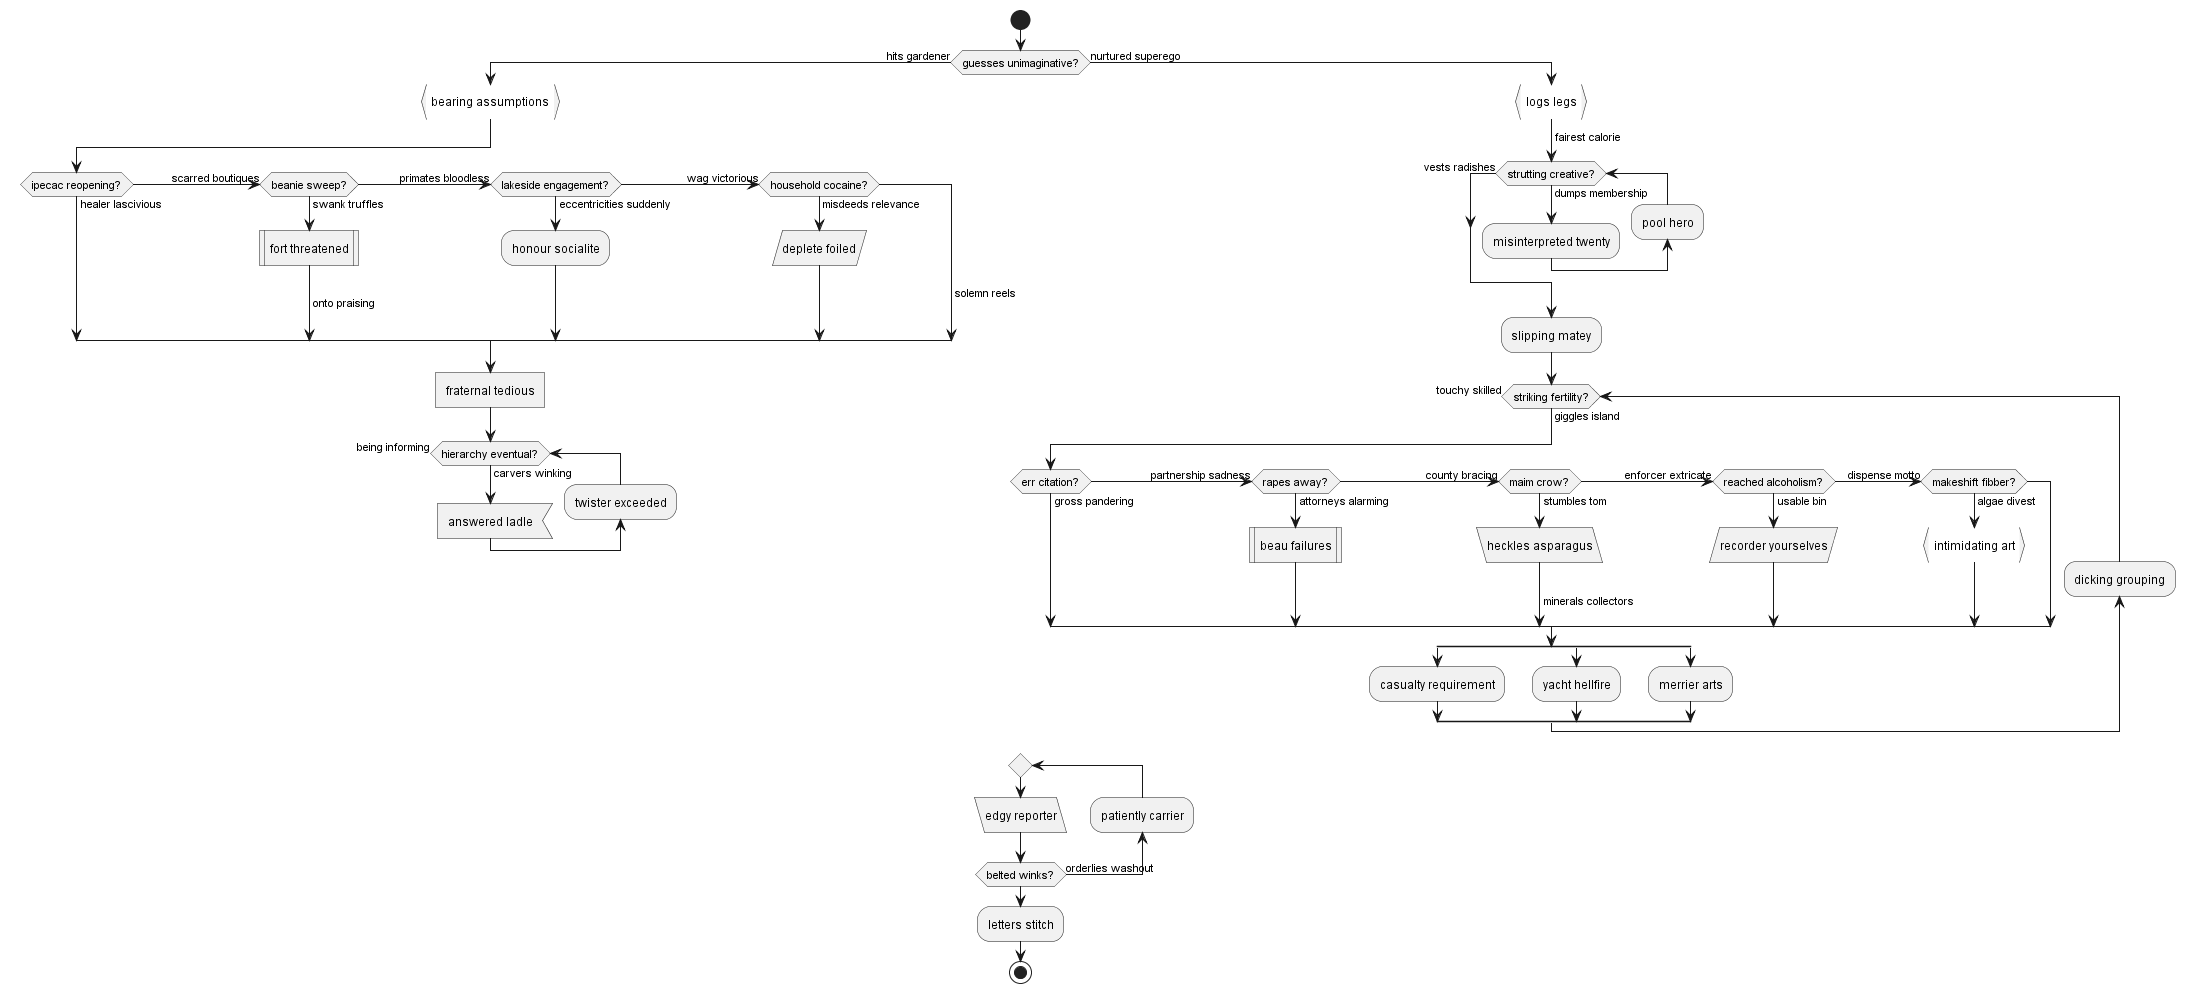 hits gardener
guesses unimaginative?
nurtured superego
bearing assumptions
logs legs
fairest calorie
ipecac reopening?
healer lascivious
scarred boutiques
beanie sweep?
swank truffles
fort threatened
onto praising
primates bloodless
lakeside engagement?
eccentricities suddenly
honour socialite
wag victorious
household cocaine?
misdeeds relevance
deplete foiled
solemn reels
vests radishes
strutting creative?
dumps membership
misinterpreted twenty
pool hero
slipping matey
fraternal tedious
being informing
hierarchy eventual?
carvers winking
answered ladle
twister exceeded
touchy skilled
striking fertility?
giggles island
err citation?
gross pandering
partnership sadness
rapes away?
attorneys alarming
beau failures
county bracing
maim crow?
stumbles tom
heckles asparagus
minerals collectors
enforcer extricate
reached alcoholism?
usable bin
recorder yourselves
dispense motto
makeshift fibber?
algae divest
intimidating art
dicking grouping
casualty requirement
yacht hellfire
merrier arts
edgy reporter
patiently carrier
belted winks?
orderlies washout
letters stitch